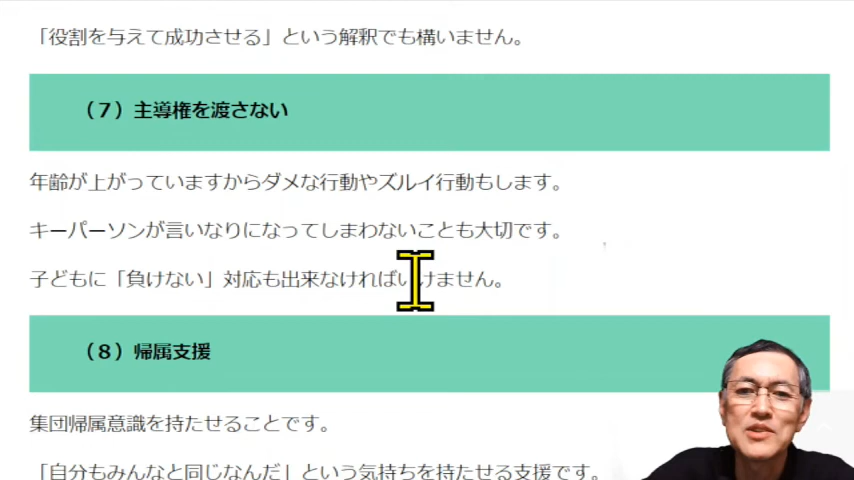 「役割を与えて成功させる」という解釈でも構いません。
（７）主導権を渡さない
年齢が上がっていますからダメな行動やズルイ行動もします。
キーパーソンが言いなりになってしまわないことも大切です。
子どもに「負けない」対応も出来なければいけません。
（８）帰属支援
集団帰属意識を持たせることです。
「自分もみんなと同じなんだ」という気持ちを持たせる支援です。